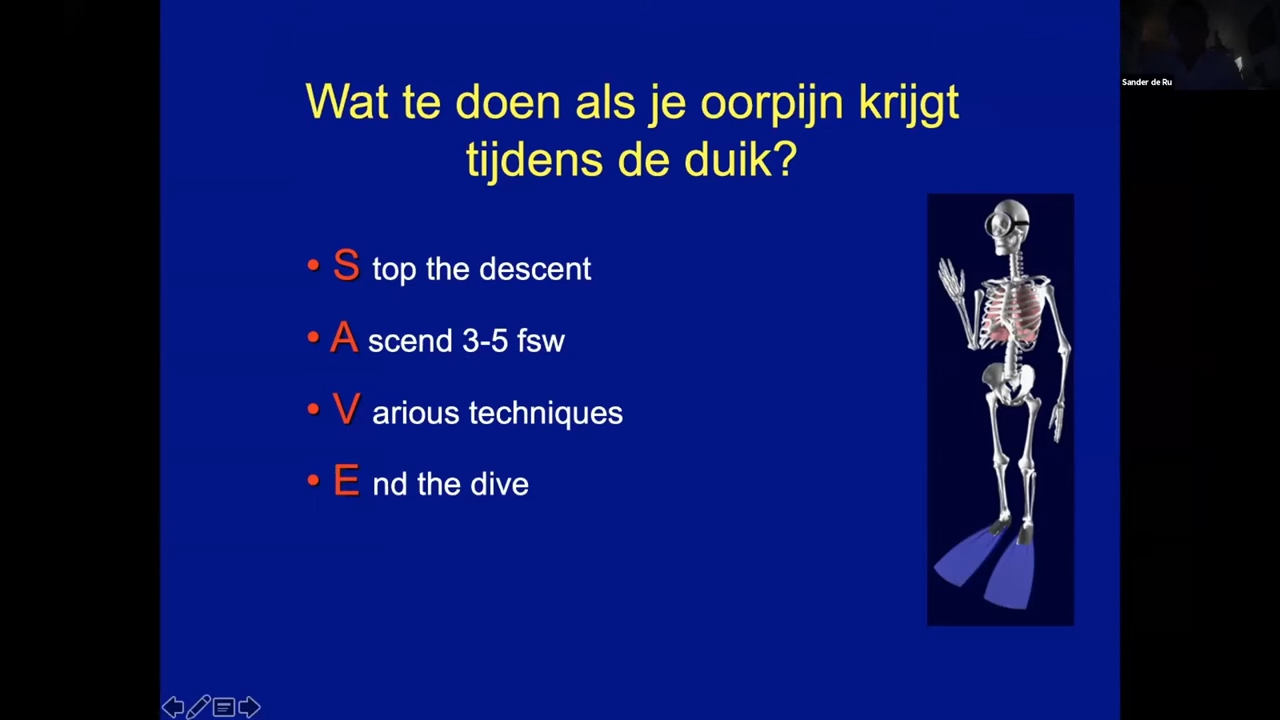 Wat te doen als je oorpijn krijgt
tijdens de duik?
• S top the descent
• A scend 3-5 fsw
• V arious techniques
• E nd the dive
Sander de Ru